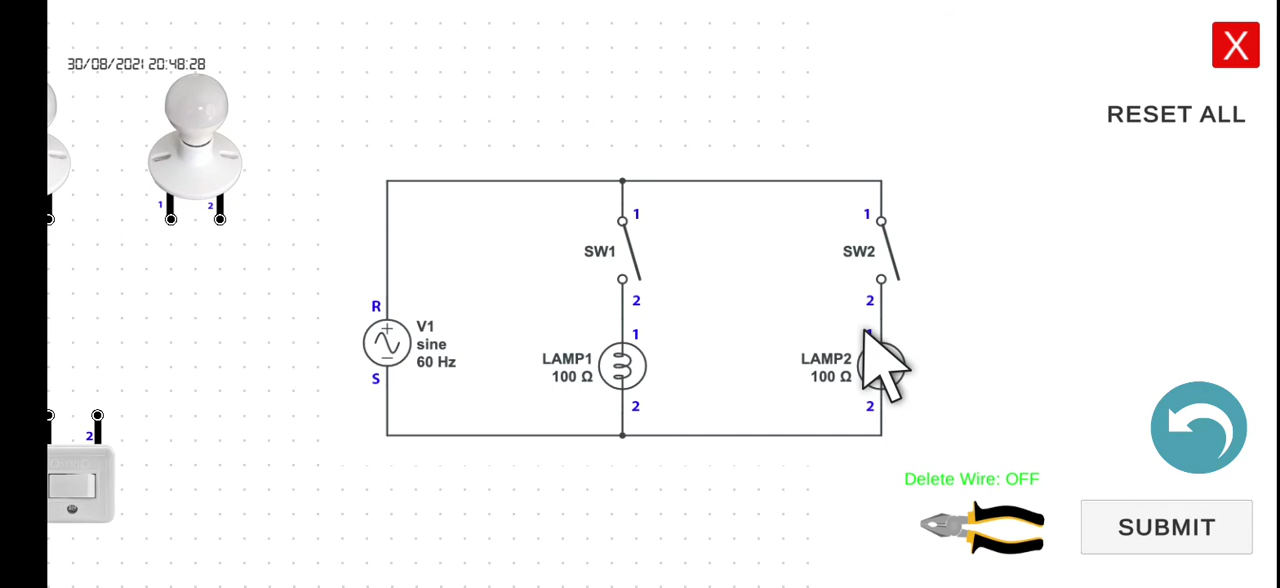 30/08/2021 20:48:28
X
RESET ALL
1
2
1
1
SW1
SW2
2
2
R
V1
sine
60 Hz
1
LAMP1
100 Ω
LAMP2
100 Ω
S
2
2
2
Delete Wire: OFF
SUBMIT